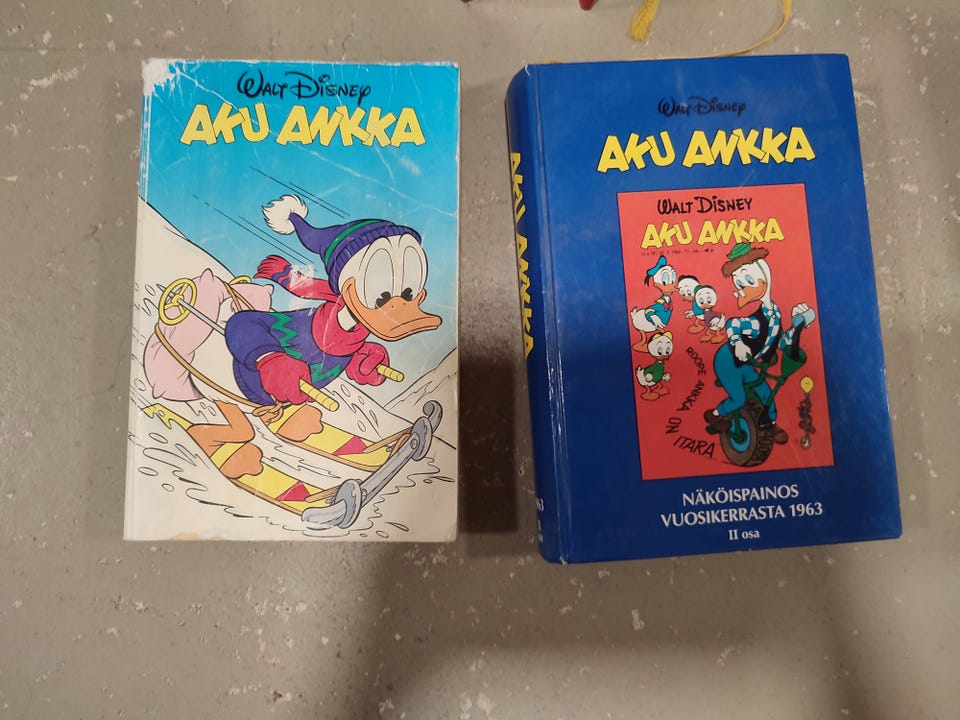 WALT DISNEY
AKU ANKKA
WALT DISNEY
AKU ANKKA
WALT DISNEY
AKU ANKKA
ROOPE ANKKA ON ITARA
NÄKÖISPAINOS
VUOSIKERRASTA 1963
II osa
AKU ANKKA